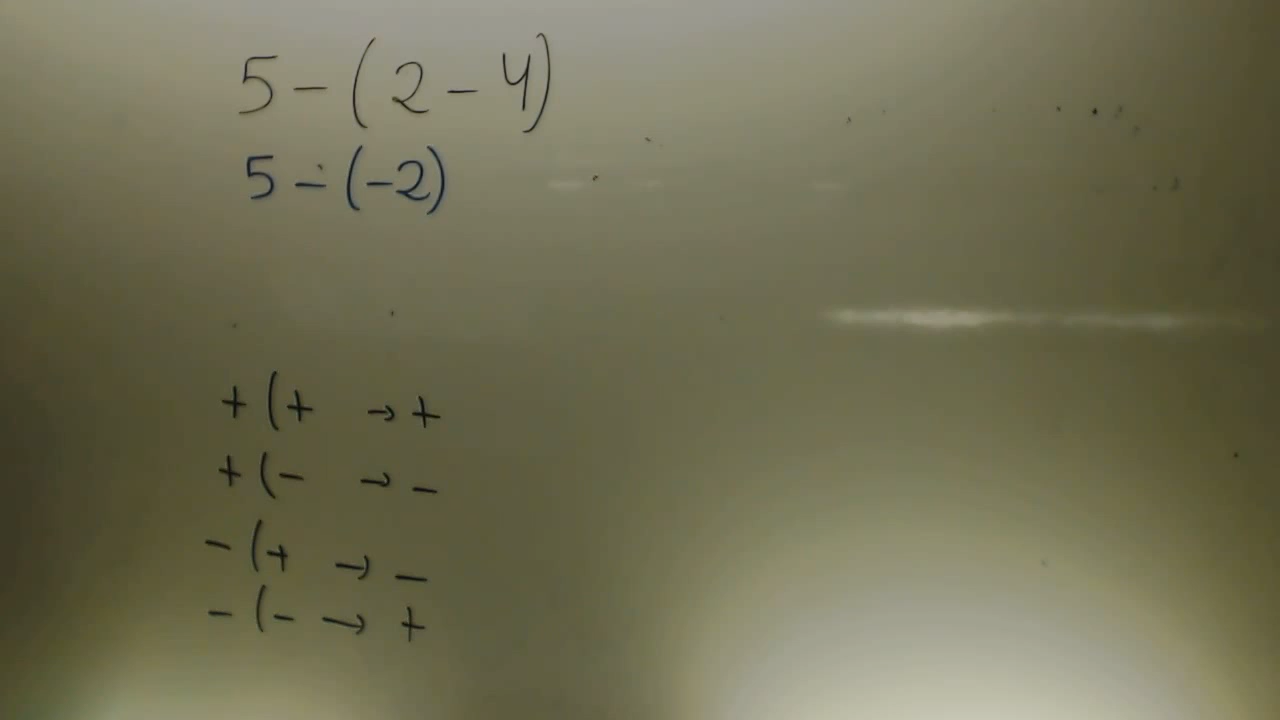 5 - (2 - 4)
5 - (-2)
+ (+ → +
+ (- → -
- (+ → -
- (- → +